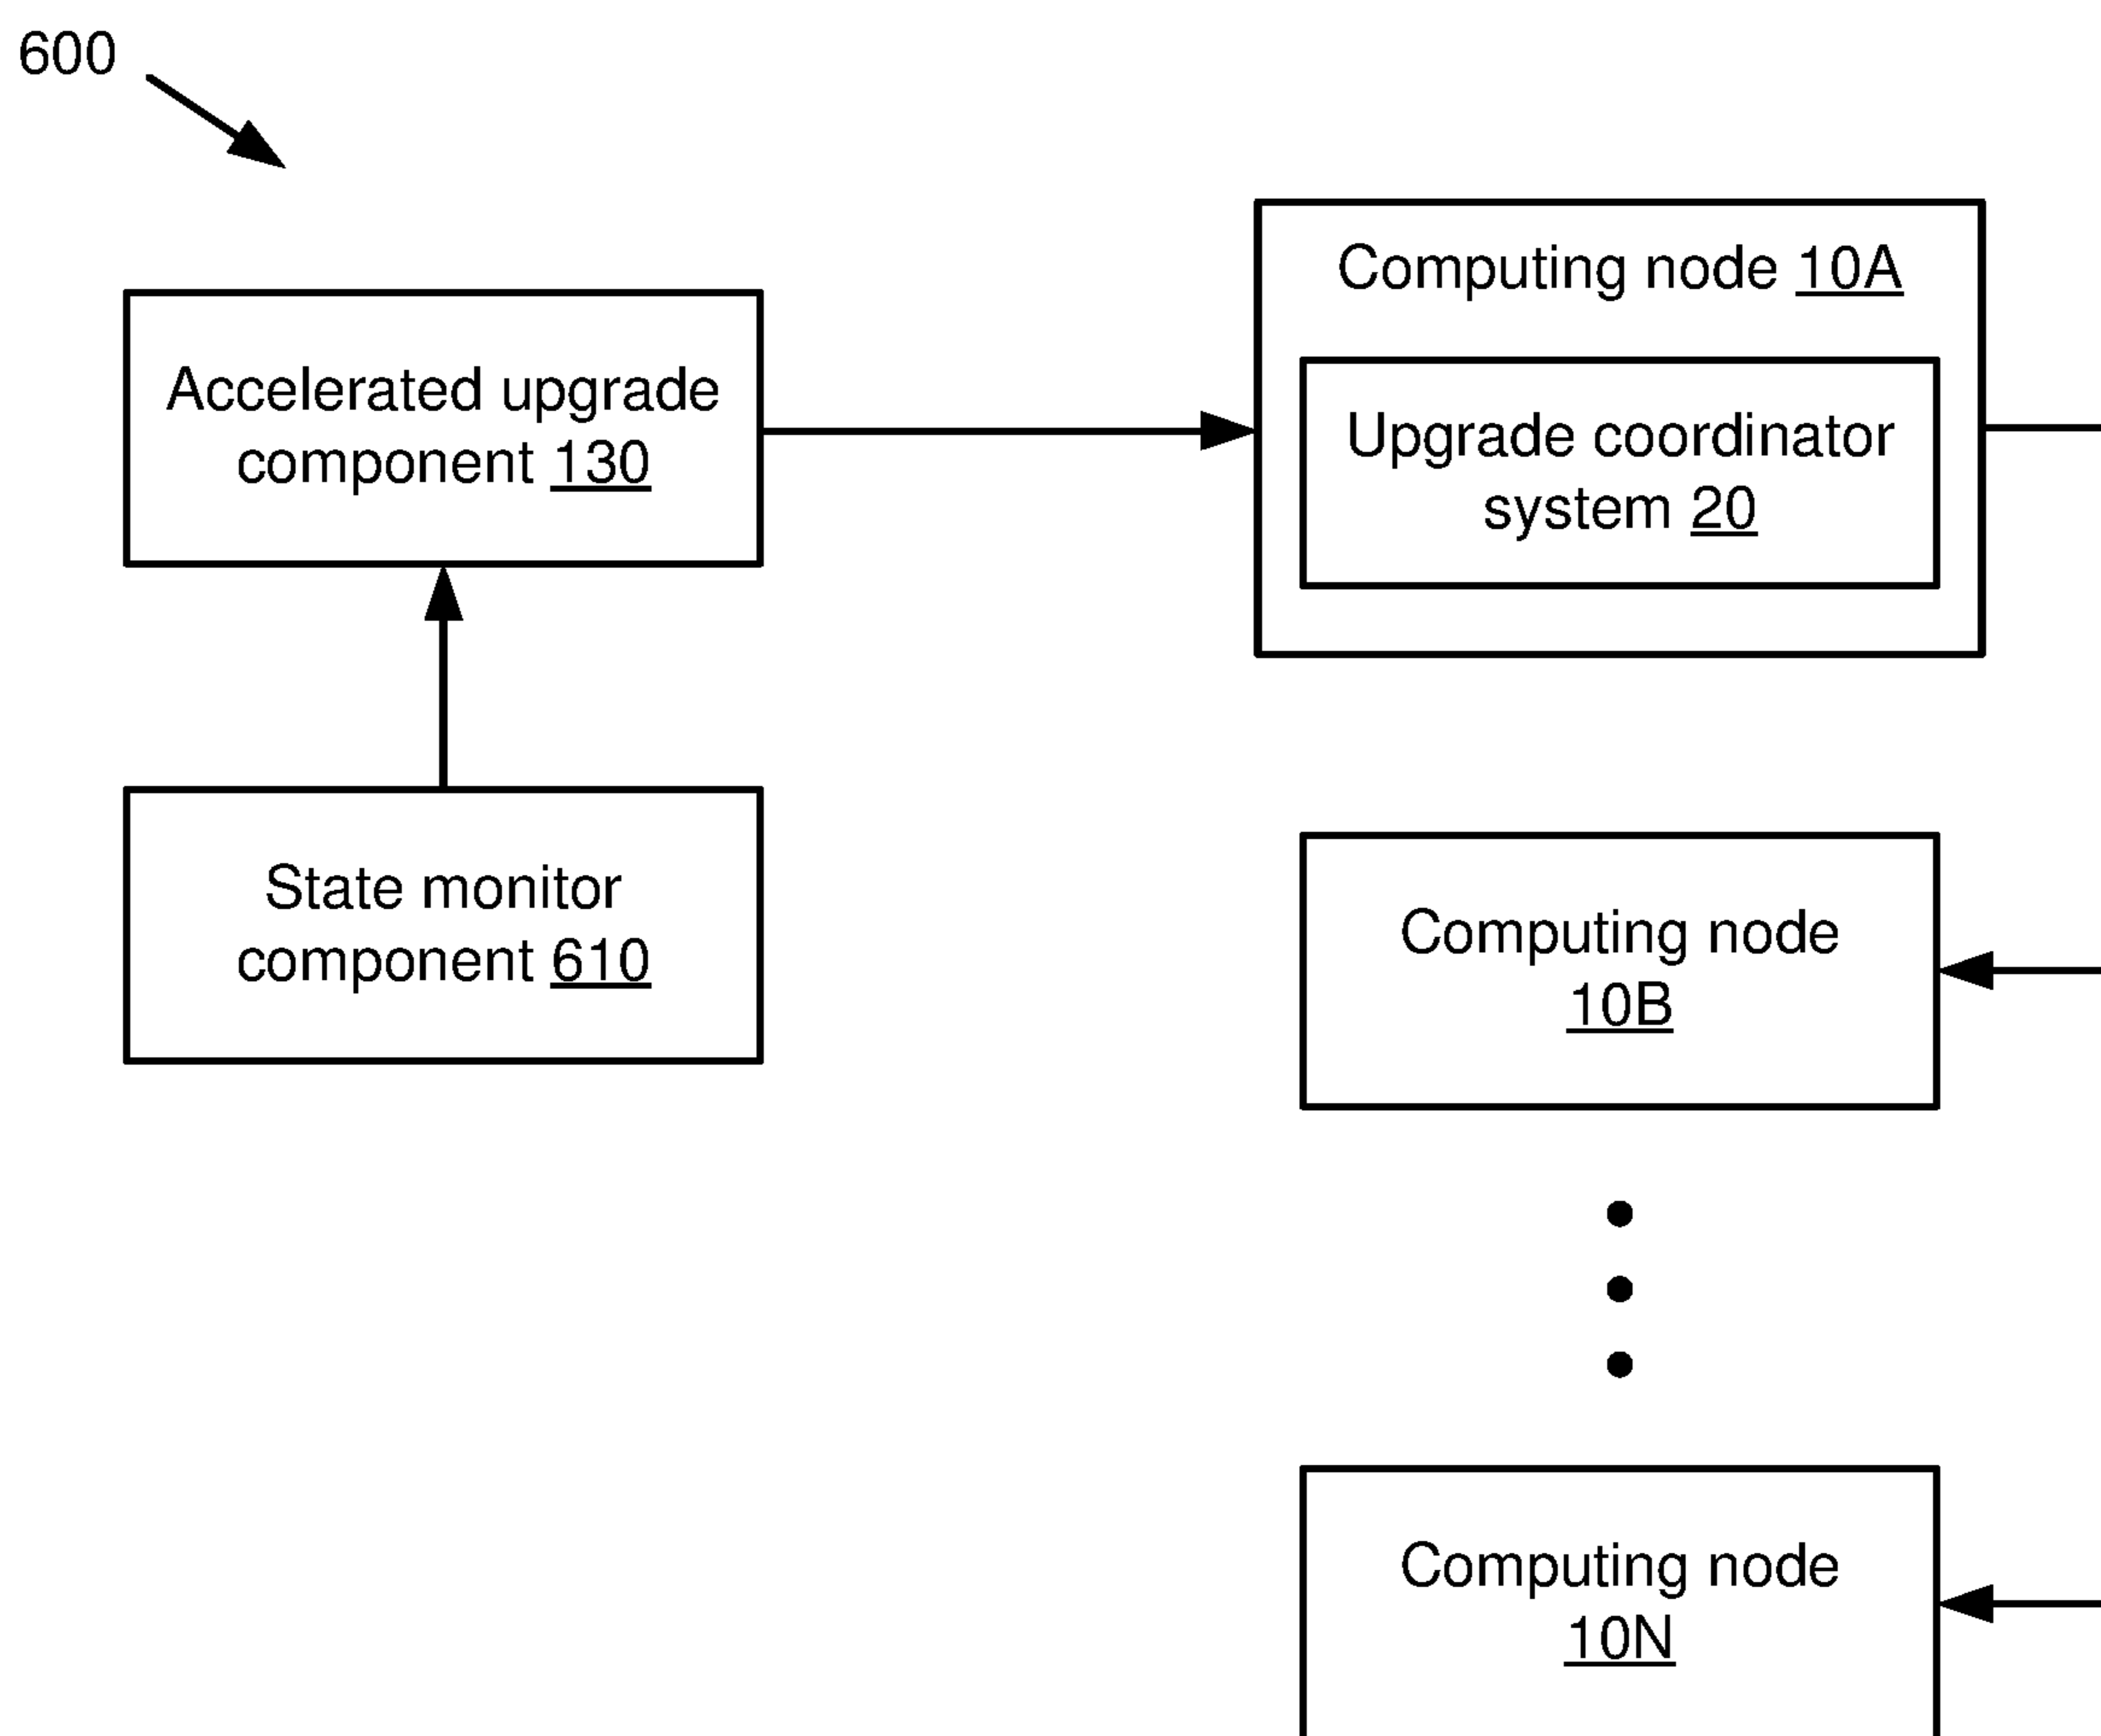 600
Accelerated upgrade
component 130
State monitor
component 610
Computing node 10A
Upgrade coordinator
system 20
Computing node
10B
Computing node
10N